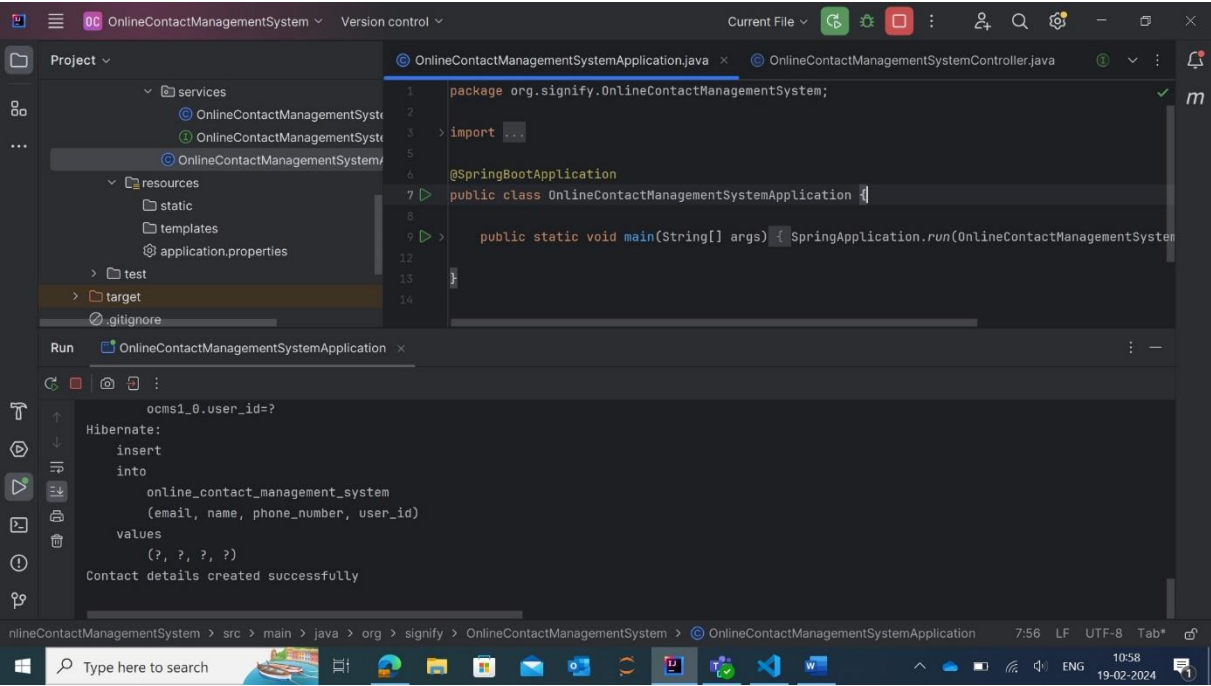 OC OnlineContactManagementSystem Version control Current File
Project
OnlineContactManagementSystemApplication.java OnlineContactManagementSystemController.java
services
OnlineContactManagementSyste
OnlineContactManagementSyste
OnlineContactManagementSystemA
resources
static
templates
application.properties
test
target
.gitignore
1 package org.signify.OnlineContactManagementSystem;
2
3 import ...
5
6 @SpringBootApplication
7 public class OnlineContactManagementSystemApplication {
8
9 public static void main(String[] args) { SpringApplication.run(OnlineContactManagementSystem
12
13 }
14
Run OnlineContactManagementSystemApplication
ocms1_0.user_id=?
Hibernate:
insert
into
online_contact_management_system
(email, name, phone_number, user_id)
values
(?, ?, ?, ?)
Contact details created successfully
nlineContactManagementSystem > src > main > java > org > signify > OnlineContactManagementSystem > OnlineContactManagementSystemApplication 7:56 LF UTF-8 Tab*
Type here to search ENG 10:58
19-02-2024